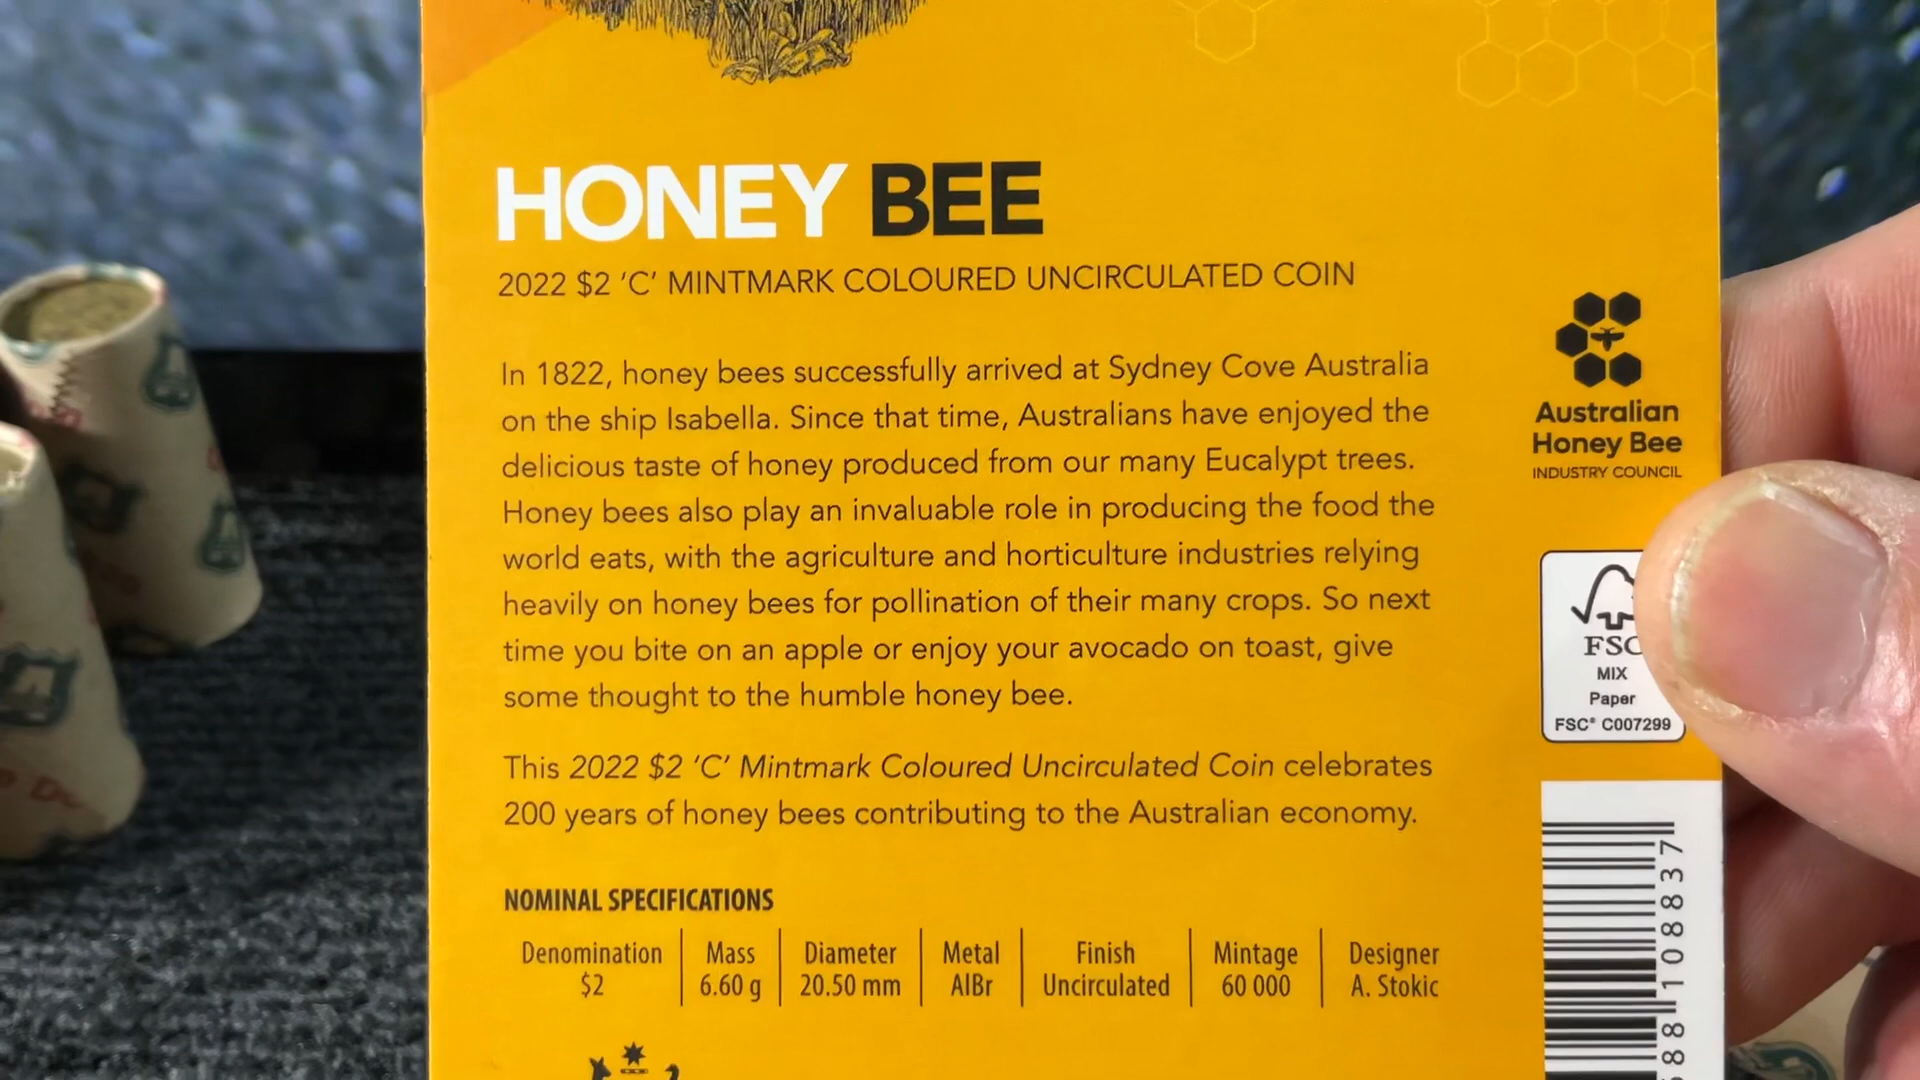 HONEY BEE
2022 $2 'C' MINTMARK COLOURED UNCIRCULATED COIN
In 1822, honey bees successfully arrived at Sydney Cove Australia
on the ship Isabella. Since that time, Australians have enjoyed the
delicious taste of honey produced from our many Eucalypt trees.
Honey bees also play an invaluable role in producing the food the
world eats, with the agriculture and horticulture industries relying
heavily on honey bees for pollination of their many crops. So next
time you bite on an apple or enjoy your avocado on toast, give
some thought to the humble honey bee.
This 2022 $2 'C' Mintmark Coloured Uncirculated Coin celebrates
200 years of honey bees contributing to the Australian economy.
NOMINAL SPECIFICATIONS
Denomination Mass Diameter Metal Finish Mintage Designer
$2 6.60 g 20.50 mm AlBr Uncirculated 60 000 A. Stokic
Australian
Honey Bee
INDUSTRY COUNCIL
FSC
MIX
Paper
FSC® C007299
88 108837